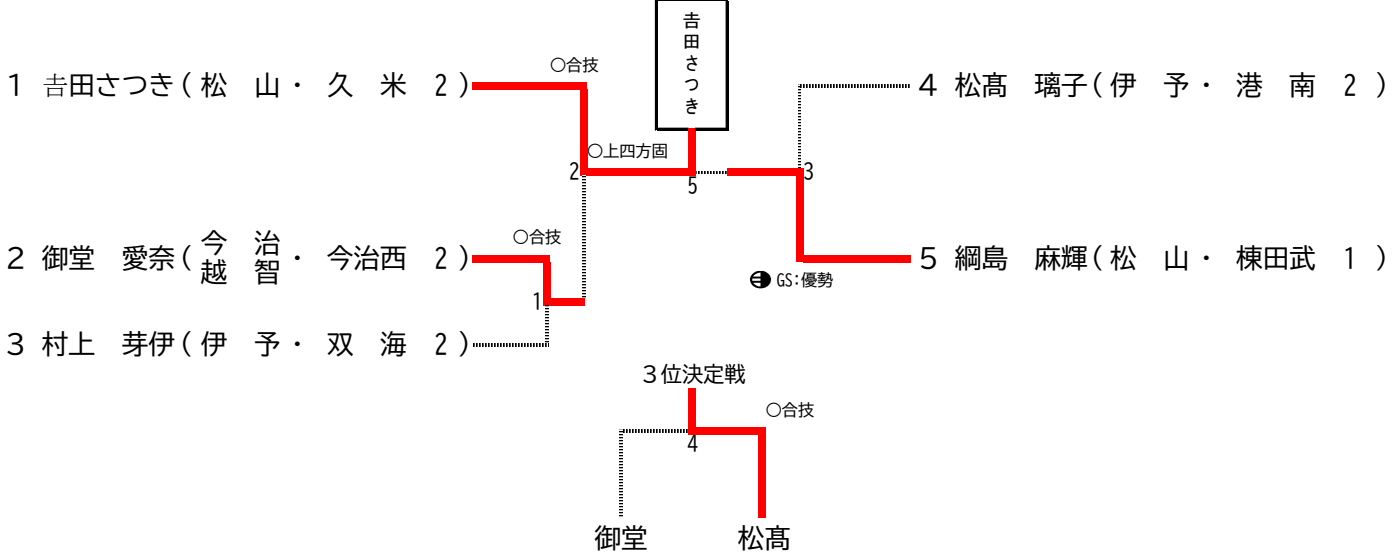 𠮷田さつき
○合技
1 𠮷田さつき(松 山・ 久 米 2)
4 松髙 璃子(伊 予・ 港 南 2 )
○上四方固
2
5
3
○合技
2 御堂 愛奈(今越 治智・ 今治西 2)
5 綱島 麻輝(松 山・ 棟田武 1 )
GS:優勢
1
3 村上 芽伊(伊 予・ 双 海 2)
3位決定戦
○合技
4
御堂 松髙